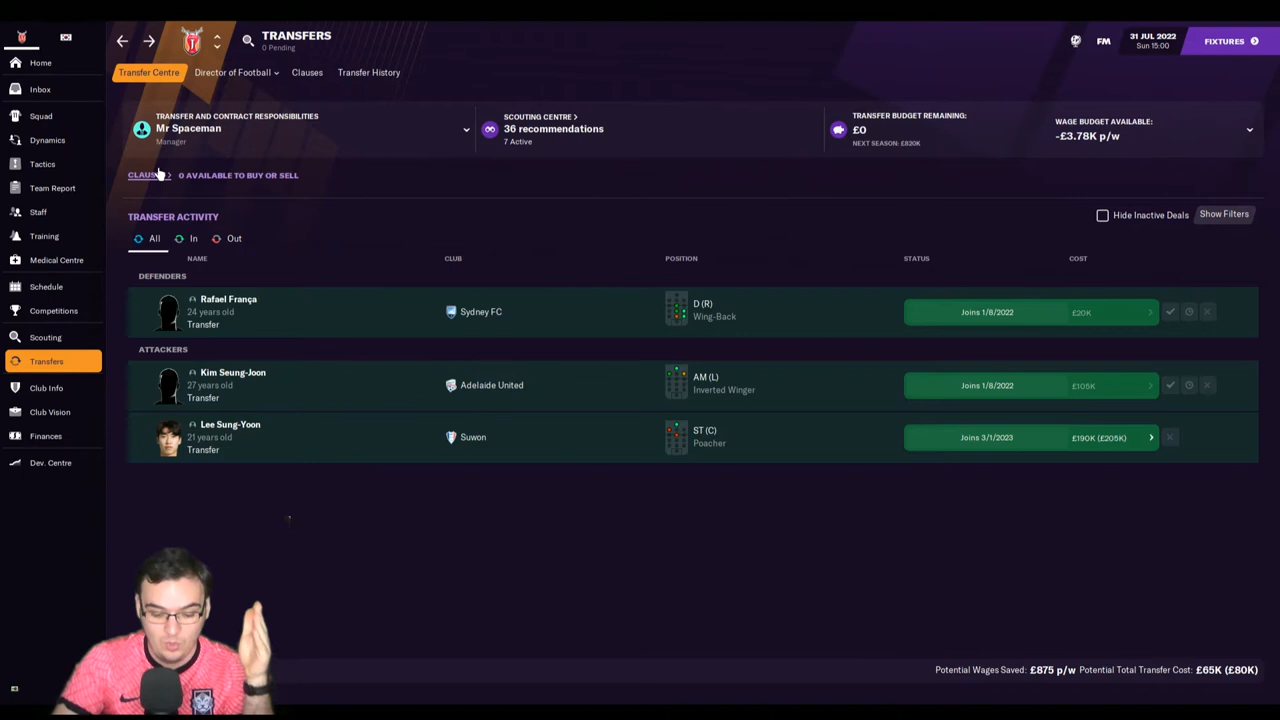 TRANSFERS
0 Pending
FM
31 JUL 2022
Sun 15:00
FIXTURES
Transfer Centre
Director of Football
Clauses
Transfer History
Home
Inbox
Squad
Dynamics
Tactics
Team Report
Staff
Training
Medical Centre
Schedule
Competitions
Scouting
Transfers
Club Info
Club Vision
Finances
Dev. Centre
TRANSFER AND CONTRACT RESPONSIBILITIES
Mr Spaceman
Manager
SCOUTING CENTRE >
36 recommendations
7 Active
TRANSFER BUDGET REMAINING:
£0
NEXT SEASON: £820K
WAGE BUDGET AVAILABLE:
-£3.78K p/w
0 AVAILABLE TO BUY OR SELL
TRANSFER ACTIVITY
Hide Inactive Deals
Show Filters
All
In
Out
NAME
CLUB
POSITION
STATUS
COST
DEFENDERS
Rafael França
24 years old
Transfer
Sydney FC
D (R)
Wing-Back
Joins 1/8/2022
£20K
ATTACKERS
Kim Seung-Joon
27 years old
Transfer
Adelaide United
AM (L)
Inverted Winger
Joins 1/8/2022
£105K
Lee Sung-Yoon
21 years old
Transfer
Suwon
ST (C)
Poacher
Joins 3/1/2023
£190K (£205K)
Potential Wages Saved: £875 p/w Potential Total Transfer Cost: £65K (£80K)